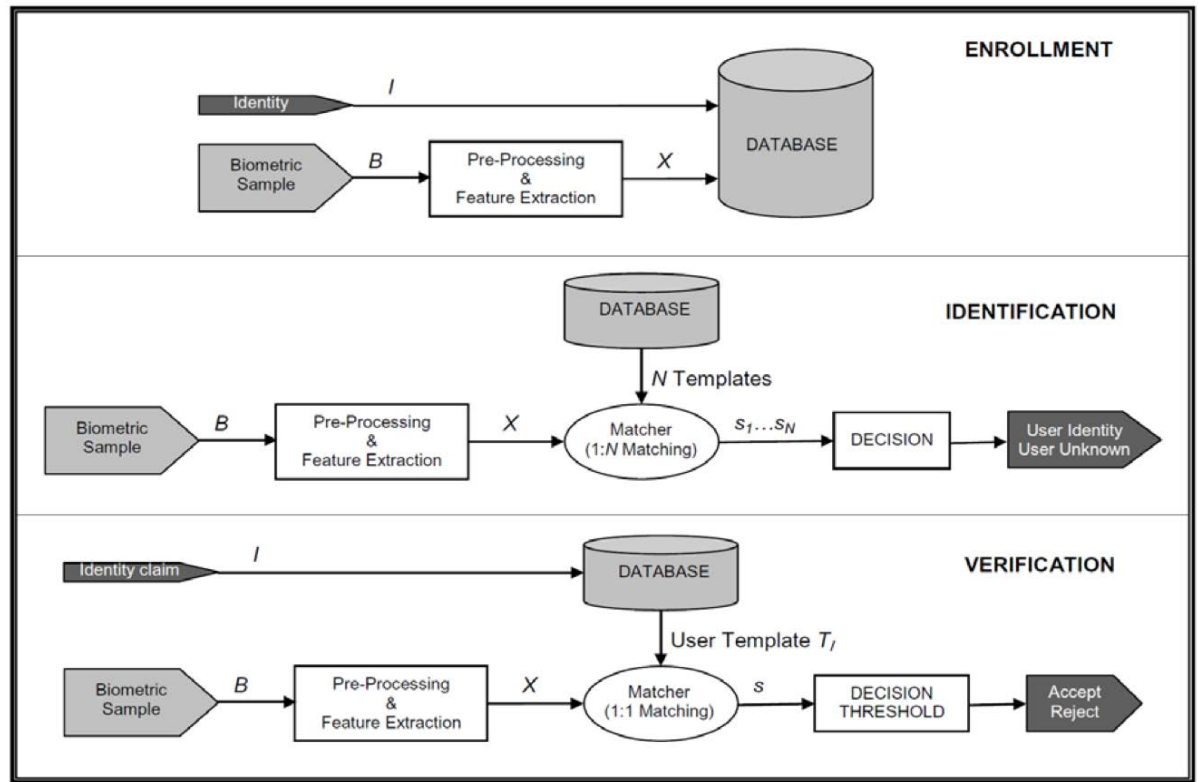 ENROLLMENT
Identity
I
DATABASE
Biometric
Sample
B
Pre-Processing
&
Feature Extraction
X
IDENTIFICATION
DATABASE
N Templates
Biometric
Sample
B
Pre-Processing
&
Feature Extraction
X
Matcher
(1:N Matching)
s₁...s_N
DECISION
User Identity
User Unknown
VERIFICATION
Identity claim
I
DATABASE
User Template T_I
Biometric
Sample
B
Pre-Processing
&
Feature Extraction
X
Matcher
(1:1 Matching)
s
DECISION
THRESHOLD
Accept
Reject